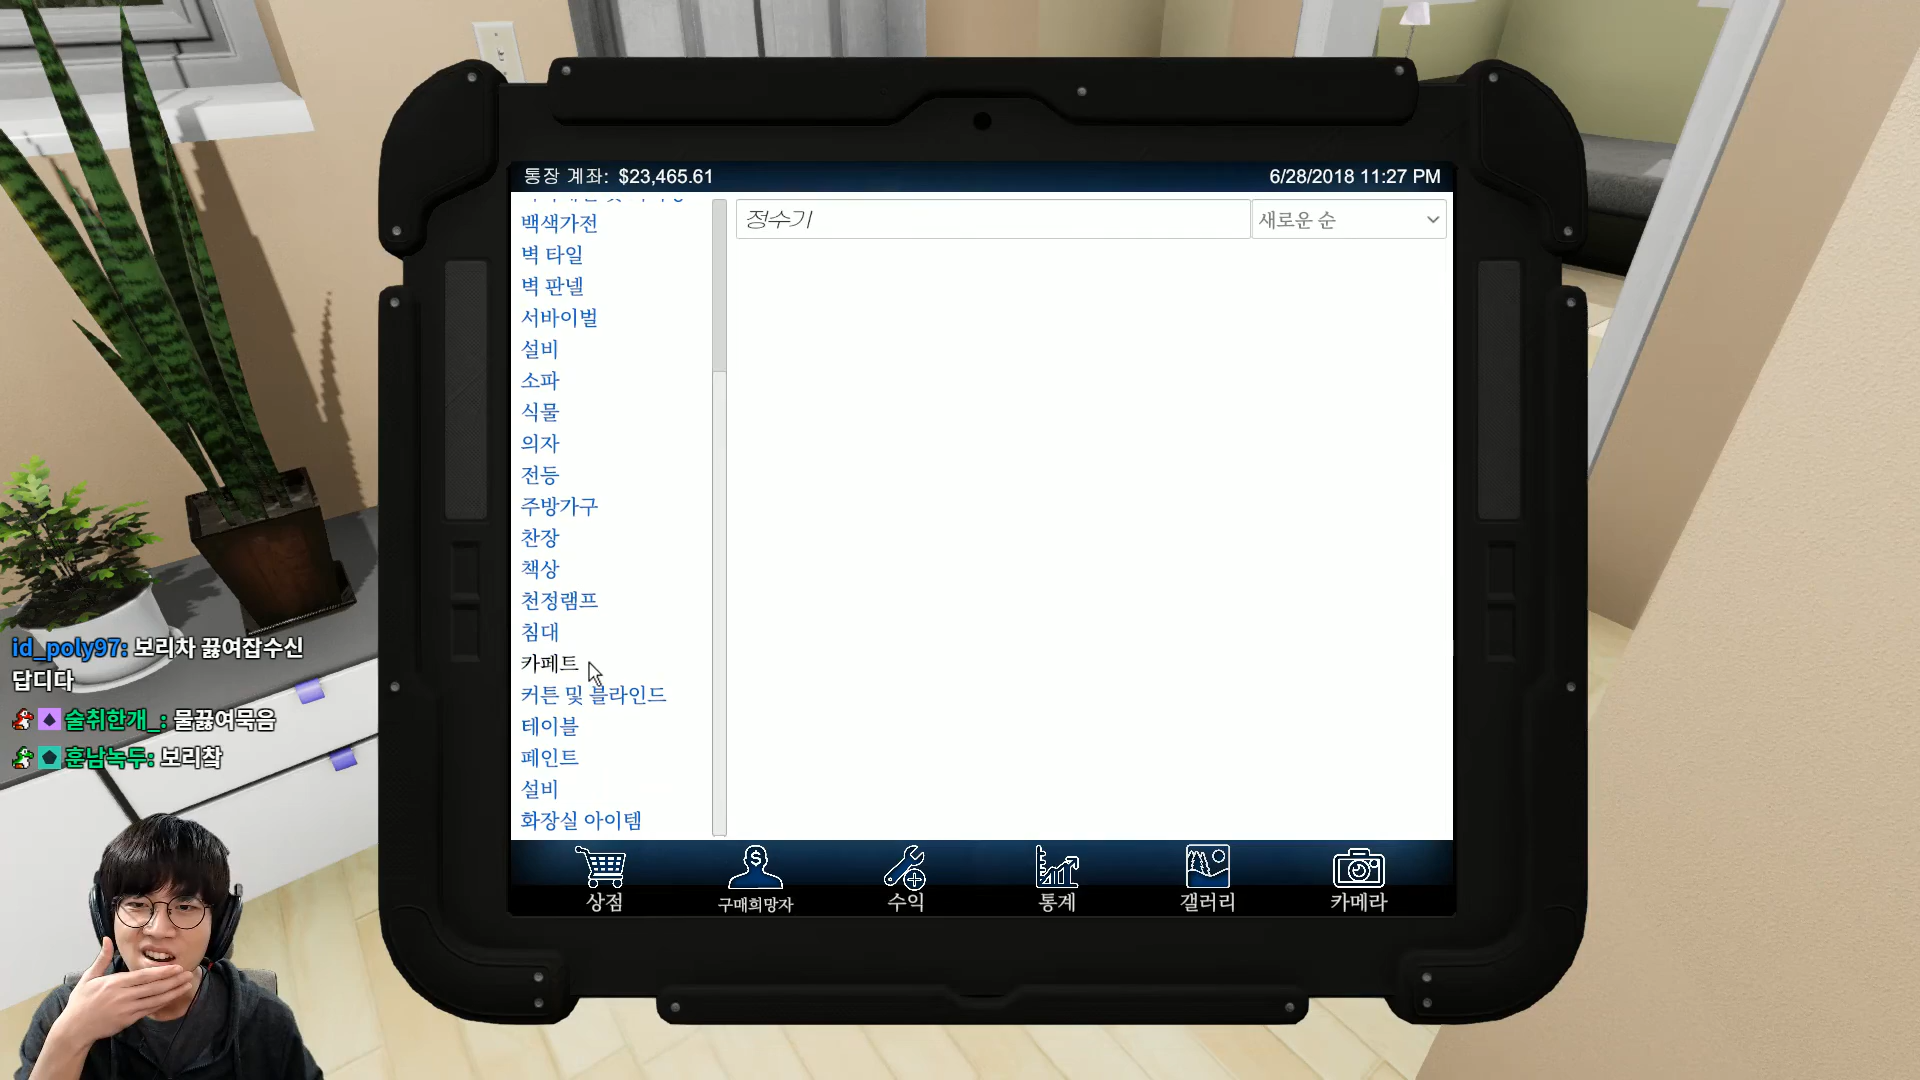 통장 계좌: $23,465.61
6/28/2018 11:27 PM
백색가전
벽 타일
벽 판넬
서바이벌
설비
소파
식물
의자
전등
주방가구
찬장
책상
천정램프
침대
카페트
커튼 및 블라인드
테이블
페인트
설비
화장실 아이템
정수기
새로운 순
상점
구매희망자
수익
통계
갤러리
카메라
id_poly97: 보리차 끓여잡수신
답디다
술취한개_: 물끓여묵음
훈남녹두: 보리찰